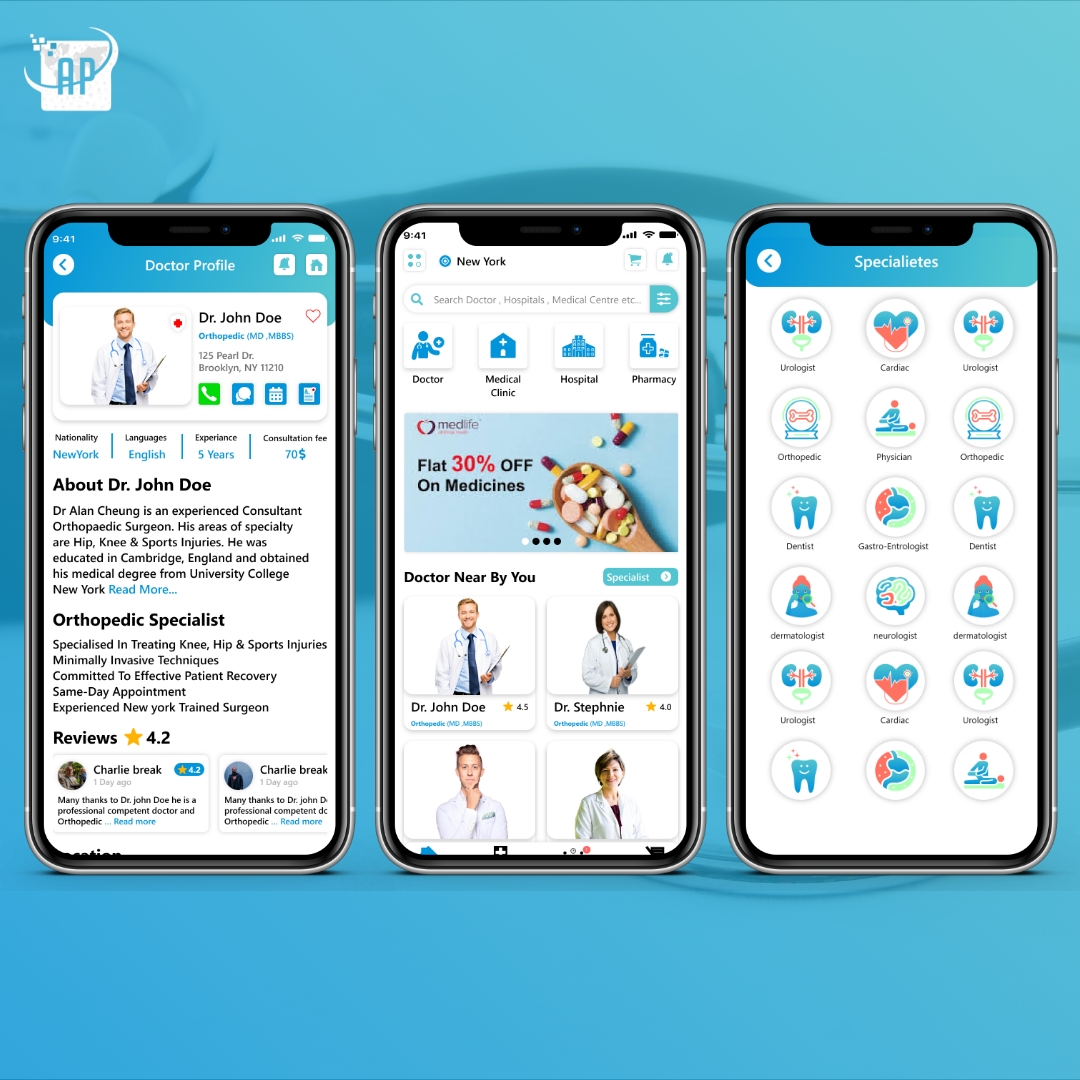 AP
9:41
Doctor Profile
Dr. John Doe
Orthopedic (MD ,MBBS)
125 Pearl Dr.
Brooklyn, NY 11210
Nationality Languages Experiance Consultation fee
NewYork English 5 Years 70$
About Dr. John Doe
Dr Alan Cheung is an experienced Consultant
Orthopaedic Surgeon. His areas of specialty
are Hip, Knee & Sports Injuries. He was
educated in Cambridge, England and obtained
his medical degree from University College
New York Read More...
Orthopedic Specialist
Specialised In Treating Knee, Hip & Sports Injuries
Minimally Invasive Techniques
Committed To Effective Patient Recovery
Same-Day Appointment
Experienced New york Trained Surgeon
Reviews 4.2
Charlie break 4.2
1 Day ago
Many thanks to Dr. john Doe he is a
professional competent doctor and
Orthopedic ... Read more
Charlie break
1 Day ago
Many thanks to Dr. john D
professional competent do
Orthopedic ... Read more
ocation
9:41
New York
Search Doctor , Hospitals , Medical Centre etc...
Doctor Medical Hospital Pharmacy
Clinic
medlife
Flat 30% OFF
On Medicines
Doctor Near By You Specialist
Dr. John Doe 4.5
Orthopedic (MD ,MBBS)
Dr. Stephnie 4.0
Orthopedic (MD ,MBBS)
Specialietes
Urologist Cardiac Urologist
Orthopedic Physician Orthopedic
Dentist Gastro-Entrologist Dentist
dermatologist neurologist dermatologist
Urologist Cardiac Urologist